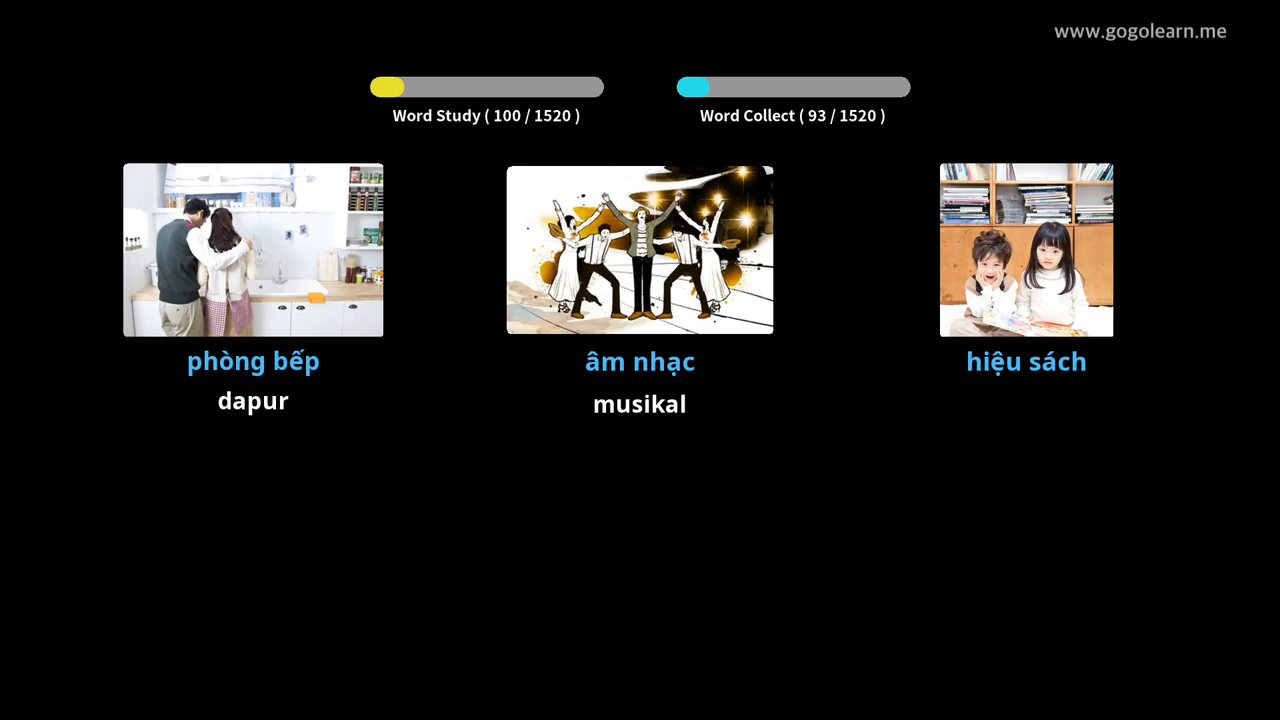 www.gogolearn.me
Word Study ( 100 / 1520 )
Word Collect ( 93 / 1520 )
phòng bếp
dapur
âm nhạc
musikal
hiệu sách